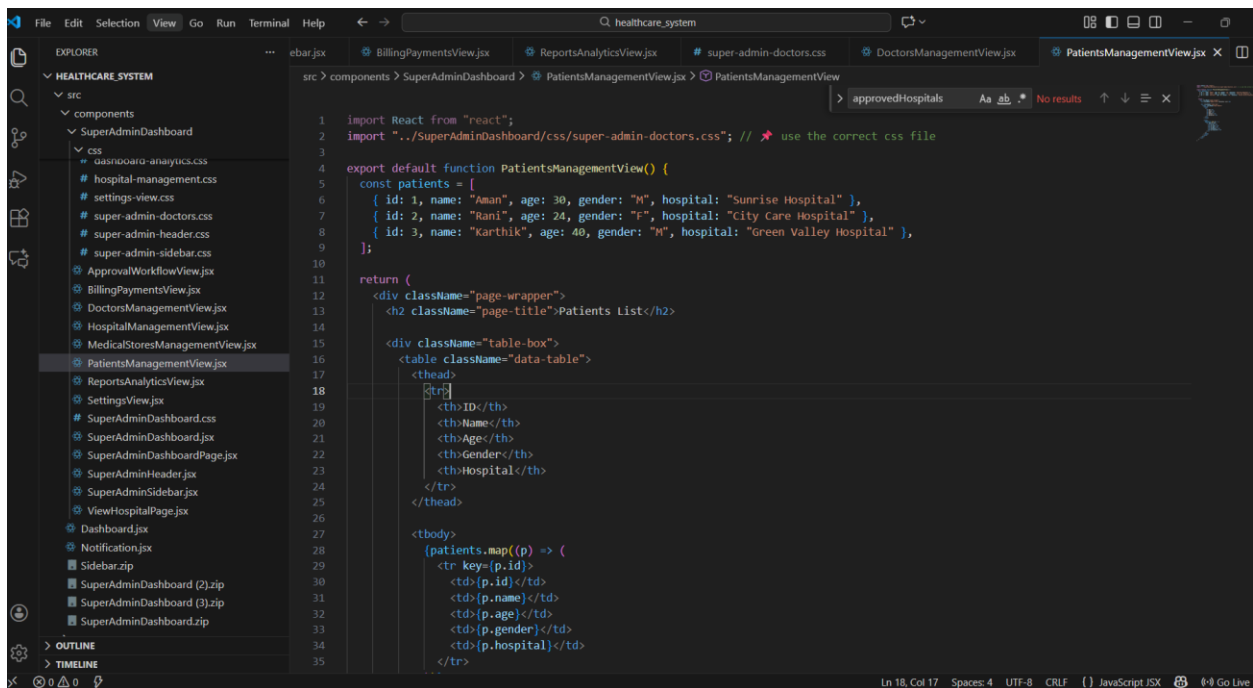 File Edit Selection View Go Run Terminal Help
healthcare_system
EXPLORER
HEALTHCARE_SYSTEM
src
components
SuperAdminDashboard
css
# dashboard-analytics.css
# hospital-management.css
# settings-view.css
# super-admin-doctors.css
# super-admin-header.css
# super-admin-sidebar.css
ApprovalWorkflowView.jsx
BillingPaymentsView.jsx
DoctorsManagementView.jsx
HospitalManagementView.jsx
MedicalStoresManagementView.jsx
PatientsManagementView.jsx
ReportsAnalyticsView.jsx
SettingsView.jsx
# SuperAdminDashboard.css
SuperAdminDashboard.jsx
SuperAdminDashboardPage.jsx
SuperAdminHeader.jsx
SuperAdminSidebar.jsx
ViewHospitalPage.jsx
Dashboard.jsx
Notification.jsx
Sidebar.zip
SuperAdminDashboard (2).zip
SuperAdminDashboard (3).zip
SuperAdminDashboard.zip
OUTLINE
TIMELINE
ebar.jsx BillingPaymentsView.jsx ReportsAnalyticsView.jsx # super-admin-doctors.css DoctorsManagementView.jsx PatientsManagementView.jsx
src > components > SuperAdminDashboard > PatientsManagementView.jsx > PatientsManagementView
approvedHospitals Aa ab .* No results
1 import React from "react";
2 import "../SuperAdminDashboard/css/super-admin-doctors.css"; // 📌 use the correct css file
3
4 export default function PatientsManagementView() {
5 const patients = [
6 { id: 1, name: "Aman", age: 30, gender: "M", hospital: "Sunrise Hospital" },
7 { id: 2, name: "Rani", age: 24, gender: "F", hospital: "City Care Hospital" },
8 { id: 3, name: "Karthik", age: 40, gender: "M", hospital: "Green Valley Hospital" },
9 ];
10
11 return (
12 <div className="page-wrapper">
13 <h2 className="page-title">Patients List</h2>
14
15 <div className="table-box">
16 <table className="data-table">
17 <thead>
18 <tr>
19 <th>ID</th>
20 <th>Name</th>
21 <th>Age</th>
22 <th>Gender</th>
23 <th>Hospital</th>
24 </tr>
25 </thead>
26
27 <tbody>
28 {patients.map((p) => (
29 <tr key={p.id}>
30 <td>{p.id}</td>
31 <td>{p.name}</td>
32 <td>{p.age}</td>
33 <td>{p.gender}</td>
34 <td>{p.hospital}</td>
35 </tr>
0 0 Ln 18, Col 17 Spaces: 4 UTF-8 CRLF { } JavaScript JSX Go Live